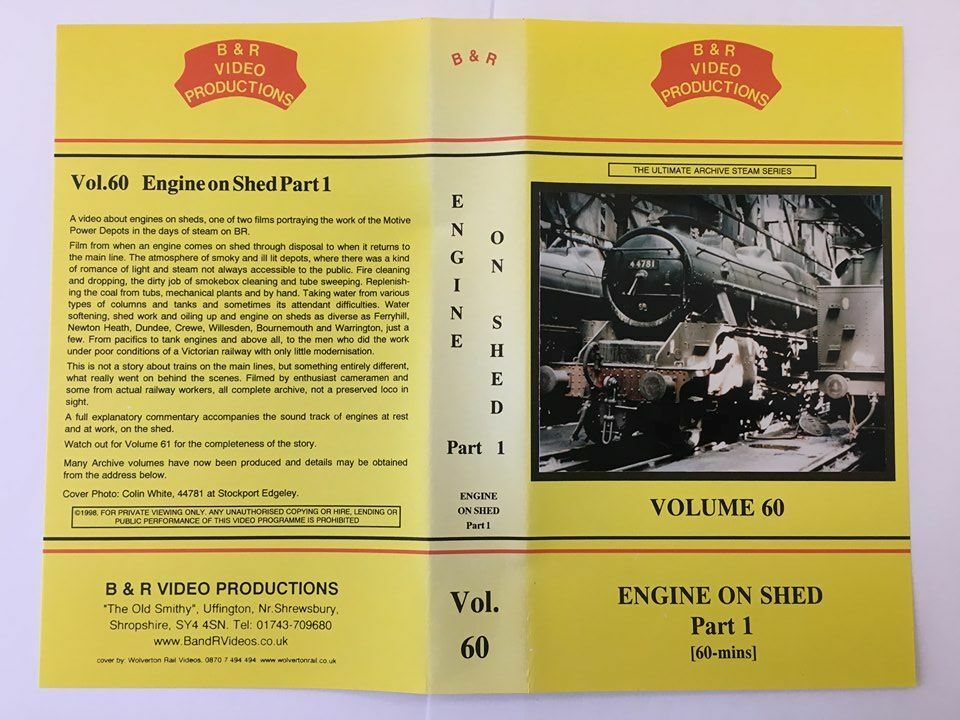 B & R
VIDEO
PRODUCTIONS
Vol.60 Engine on Shed Part 1
A video about engines on sheds, one of two films portraying the work of the Motive
Power Depots in the days of steam on BR.
Film from when an engine comes on shed through disposal to when it returns to
the main line. The atmosphere of smoky and ill lit depots, where there was a kind
of romance of light and steam not always accessible to the public. Fire cleaning
and dropping, the dirty job of smokebox cleaning and tube sweeping. Replenish-
ing the coal from tubs, mechanical plants and by hand. Taking water from various
types of columns and tanks and sometimes its attendant difficulties. Water
softening, shed work and oiling up and engine on sheds as diverse as Ferryhill,
Newton Heath, Dundee, Crewe, Willesden, Bournemouth and Warrington, just a
few. From pacifics to tank engines and above all, to the men who did the work
under poor conditions of a Victorian railway with only little modernisation.
This is not a story about trains on the main lines, but something entirely different,
what really went on behind the scenes. Filmed by enthusiast cameramen and
some from actual railway workers, all complete archive, not a preserved loco in
sight.
A full explanatory commentary accompanies the sound track of engines at rest
and at work, on the shed.
Watch out for Volume 61 for the completeness of the story.
Many Archive volumes have now been produced and details may be obtained
from the address below.
Cover Photo: Colin White, 44781 at Stockport Edgeley.
©1998. FOR PRIVATE VIEWING ONLY. ANY UNAUTHORISED COPYING OR HIRE, LENDING OR
PUBLIC PERFORMANCE OF THIS VIDEO PROGRAMME IS PROHIBITED
B & R VIDEO PRODUCTIONS
"The Old Smithy", Uffington, Nr.Shrewsbury,
Shropshire, SY4 4SN. Tel: 01743-709680
www.BandRVideos.co.uk
cover by: Wolverton Rail Videos. 0870 7 494 494 www.wolvertonrail.co.uk
B & R
ENGINE
ON SHED
Part 1
ENGINE
ON SHED
Part 1
Vol.
60
B & R
VIDEO
PRODUCTIONS
THE ULTIMATE ARCHIVE STEAM SERIES
44781
VOLUME 60
ENGINE ON SHED
Part 1
[60-mins]